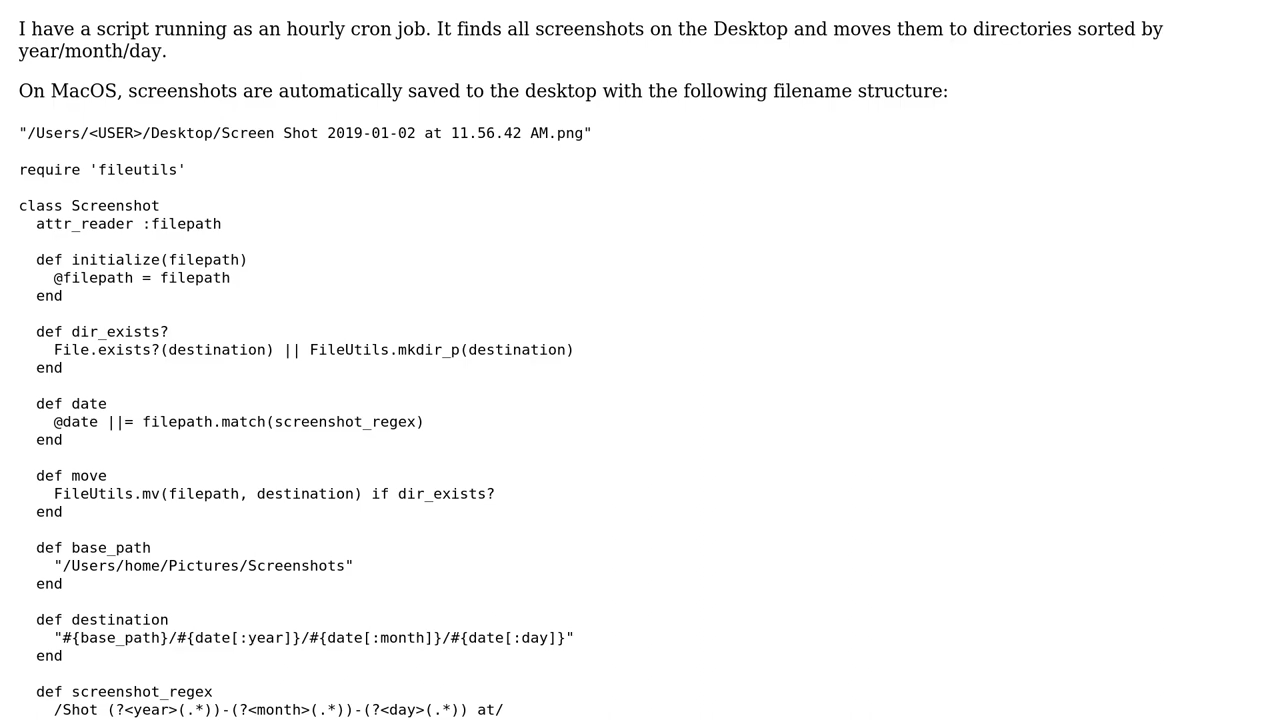 I have a script running as an hourly cron job. It finds all screenshots on the Desktop and moves them to directories sorted by
year/month/day.
On MacOS, screenshots are automatically saved to the desktop with the following filename structure:
"/Users/<USER>/Desktop/Screen Shot 2019-01-02 at 11.56.42 AM.png"
require 'fileutils'
class Screenshot
  attr_reader :filepath
  def initialize(filepath)
    @filepath = filepath
  end
  def dir_exists?
    File.exists?(destination) || FileUtils.mkdir_p(destination)
  end
  def date
    @date ||= filepath.match(screenshot_regex)
  end
  def move
    FileUtils.mv(filepath, destination) if dir_exists?
  end
  def base_path
    "/Users/home/Pictures/Screenshots"
  end
  def destination
    "#{base_path}/#{date[:year]}/#{date[:month]}/#{date[:day]}"
  end
  def screenshot_regex
    /Shot (?<year>(.*))-(?<month>(.*))-(?<day>(.*)) at/